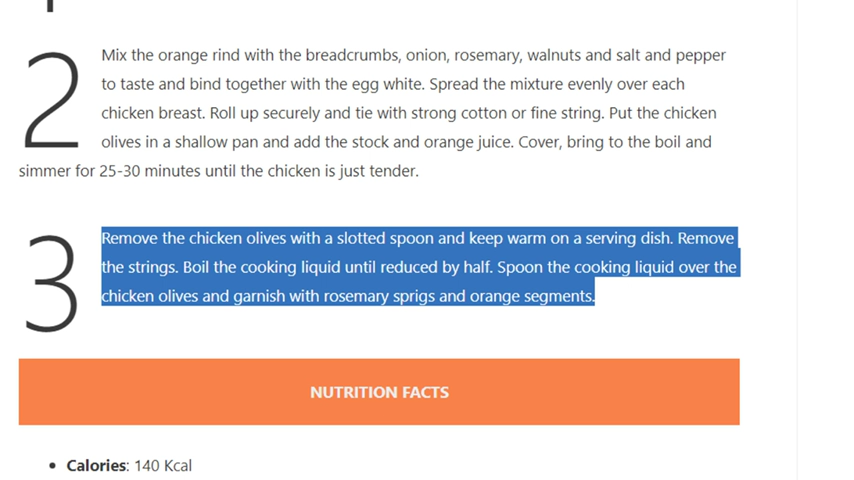 2
Mix the orange rind with the breadcrumbs, onion, rosemary, walnuts and salt and pepper
to taste and bind together with the egg white. Spread the mixture evenly over each
chicken breast. Roll up securely and tie with strong cotton or fine string. Put the chicken
olives in a shallow pan and add the stock and orange juice. Cover, bring to the boil and
simmer for 25-30 minutes until the chicken is just tender.
3
Remove the chicken olives with a slotted spoon and keep warm on a serving dish. Remove
the strings. Boil the cooking liquid until reduced by half. Spoon the cooking liquid over the
chicken olives and garnish with rosemary sprigs and orange segments.
NUTRITION FACTS
• Calories: 140 Kcal